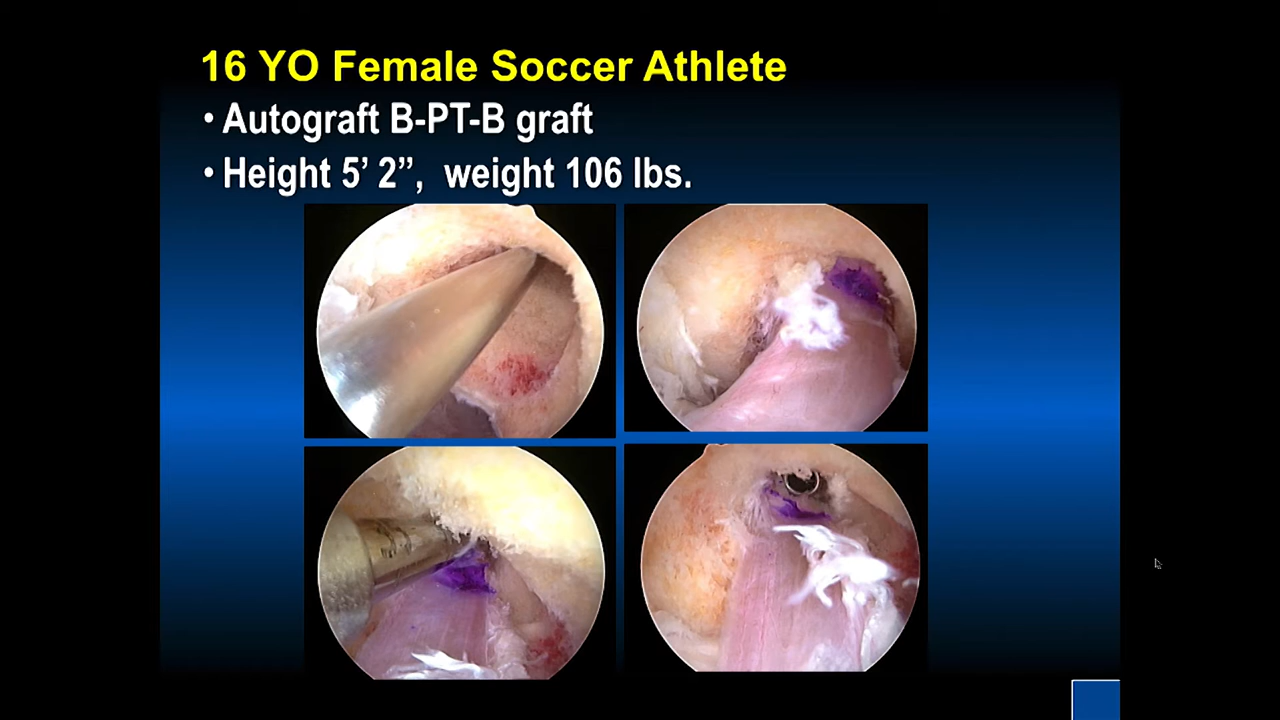 16 YO Female Soccer Athlete
• Autograft B-PT-B graft
• Height 5’ 2”, weight 106 lbs.